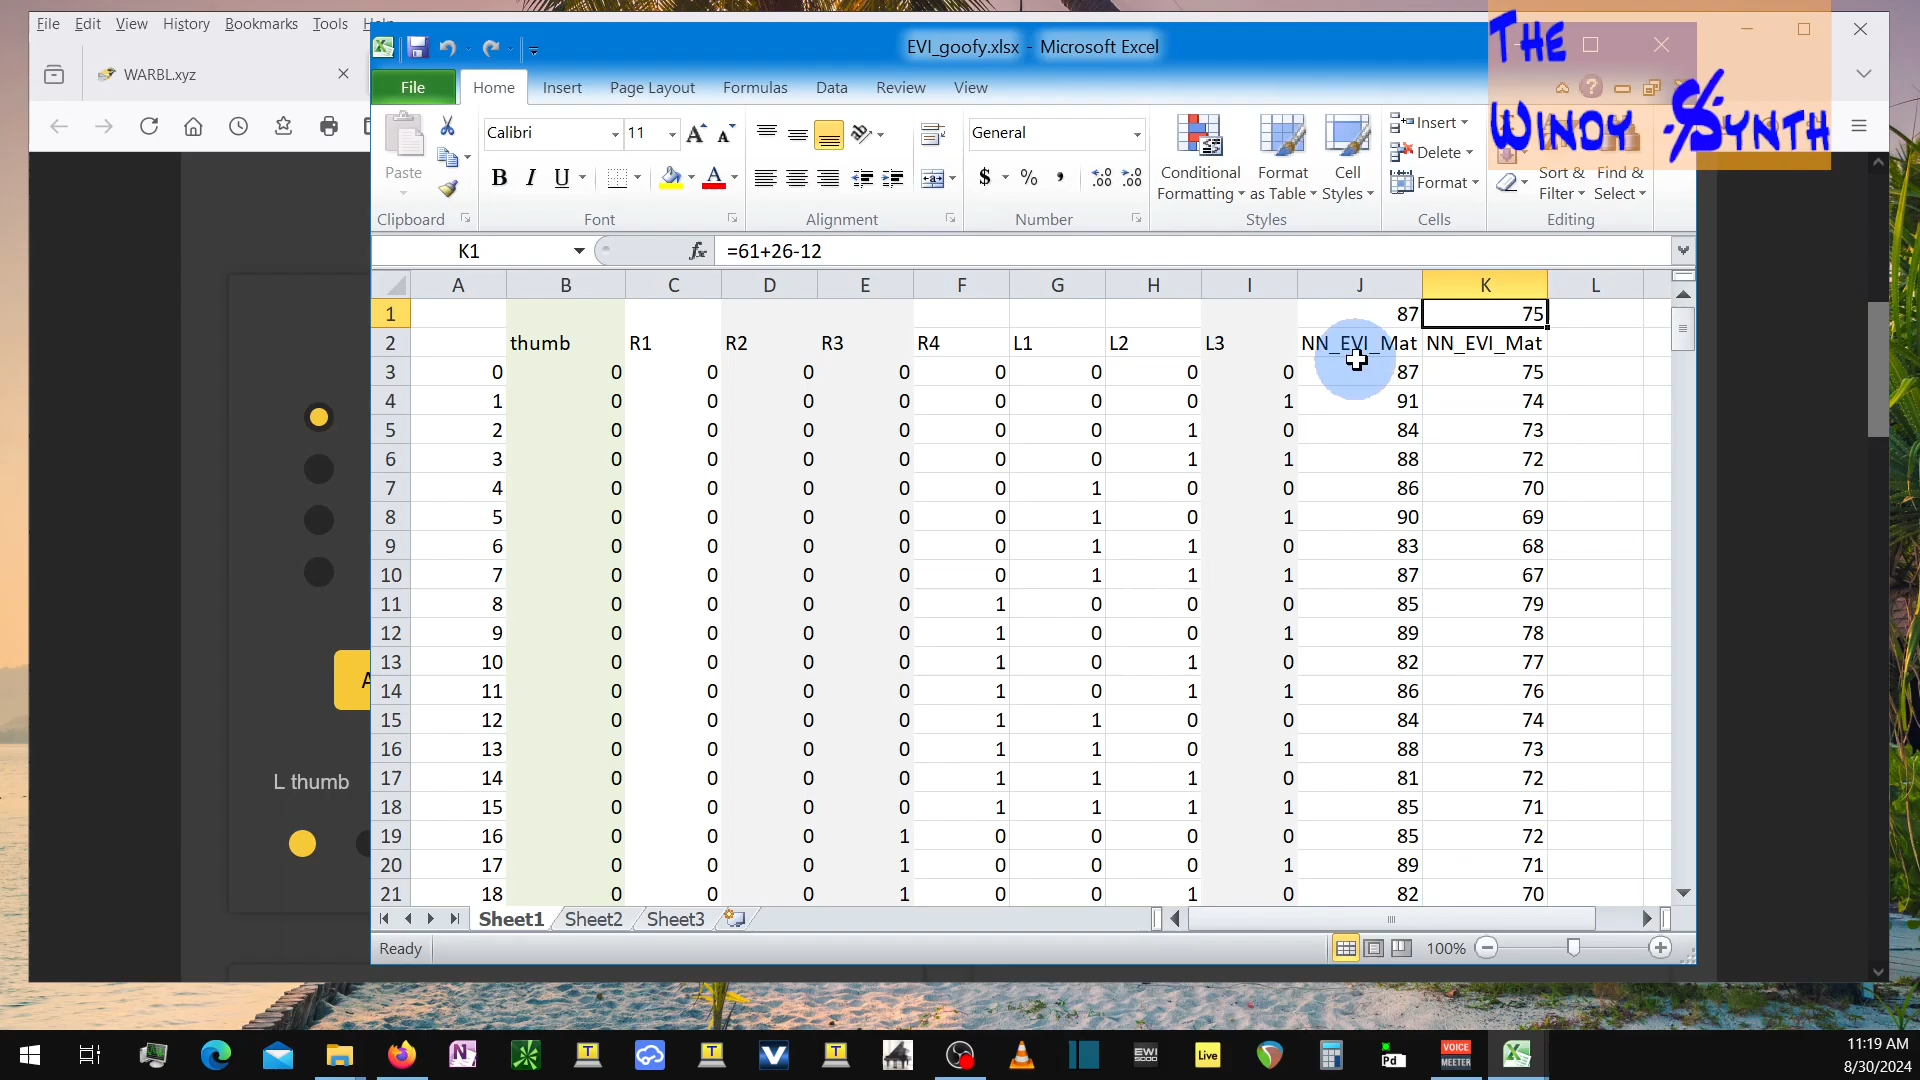 File Edit View History Bookmarks Tools Help
WARBL.xyz
L thumb
EVI_goofy.xlsx - Microsoft Excel
THE
WINDY SYNTH
File Home Insert Page Layout Formulas Data Review View
Paste
Calibri 11
General
B I U
$ % ,
Conditional Formatting
Format as Table
Cell Styles
Insert
Delete
Format
Sort & Filter
Find & Select
Clipboard Font Alignment Number Styles Cells Editing
K1 fx =61+26-12
A B C D E F G H I J K L
1 87 75
2 thumb R1 R2 R3 R4 L1 L2 L3 NN_EVI_Mat NN_EVI_Mat
3 0 0 0 0 0 0 0 0 0 87 75
4 1 0 0 0 0 0 0 0 1 91 74
5 2 0 0 0 0 0 0 1 0 84 73
6 3 0 0 0 0 0 0 1 1 88 72
7 4 0 0 0 0 0 1 0 0 86 70
8 5 0 0 0 0 0 1 0 1 90 69
9 6 0 0 0 0 0 1 1 0 83 68
10 7 0 0 0 0 0 1 1 1 87 67
11 8 0 0 0 0 1 0 0 0 85 79
12 9 0 0 0 0 1 0 0 1 89 78
13 10 0 0 0 0 1 0 1 0 82 77
14 11 0 0 0 0 1 0 1 1 86 76
15 12 0 0 0 0 1 1 0 0 84 74
16 13 0 0 0 0 1 1 0 1 88 73
17 14 0 0 0 0 1 1 1 0 81 72
18 15 0 0 0 0 1 1 1 1 85 71
19 16 0 0 0 1 0 0 0 0 85 72
20 17 0 0 0 1 0 0 0 1 89 71
21 18 0 0 0 1 0 0 1 0 82 70
Sheet1 Sheet2 Sheet3
Ready 100%
EWI 5000 Live Pd VOICE MEETER
11:19 AM
8/30/2024